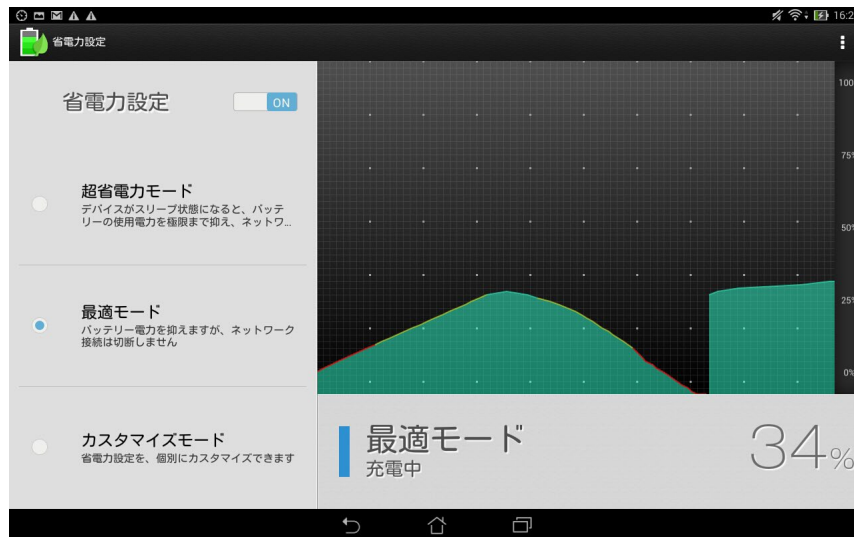 16:2
省電力設定
省電力設定
ON
超省電力モード
デバイスがスリープ状態になると、バッテ
リーの使用電力を極限まで抑え、ネットワ...
最適モード
バッテリー電力を抑えますが、ネットワーク
接続は切断しません
カスタマイズモード
省電力設定を、個別にカスタマイズできます
100
75%
50%
25%
0%
最適モード
充電中
34%